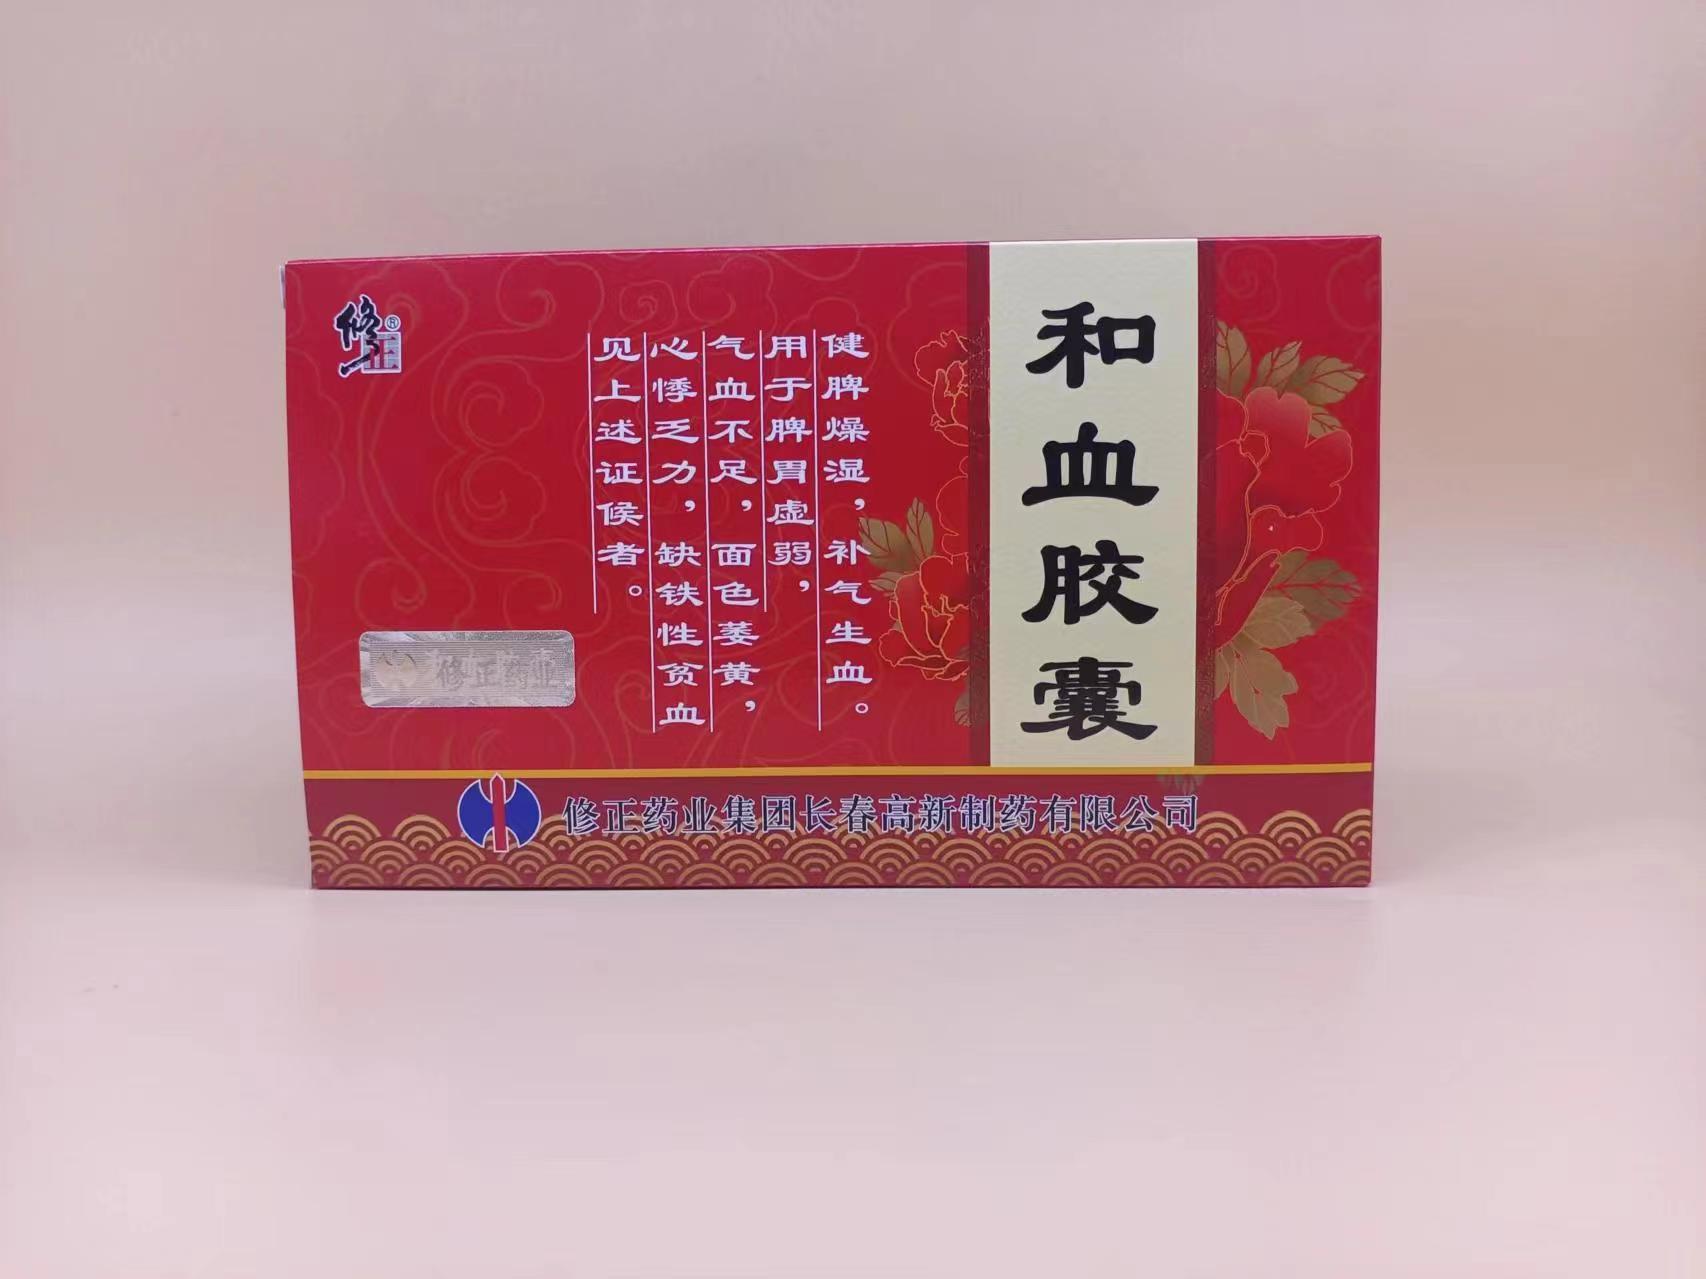 和血胶囊
健脾燥湿，补气生血。
用于脾胃虚弱，
气血不足，面色萎黄，
心悸乏力，缺铁性贫血
见上述证候者。
修正®
修正药业
修正药业集团长春高新制药有限公司